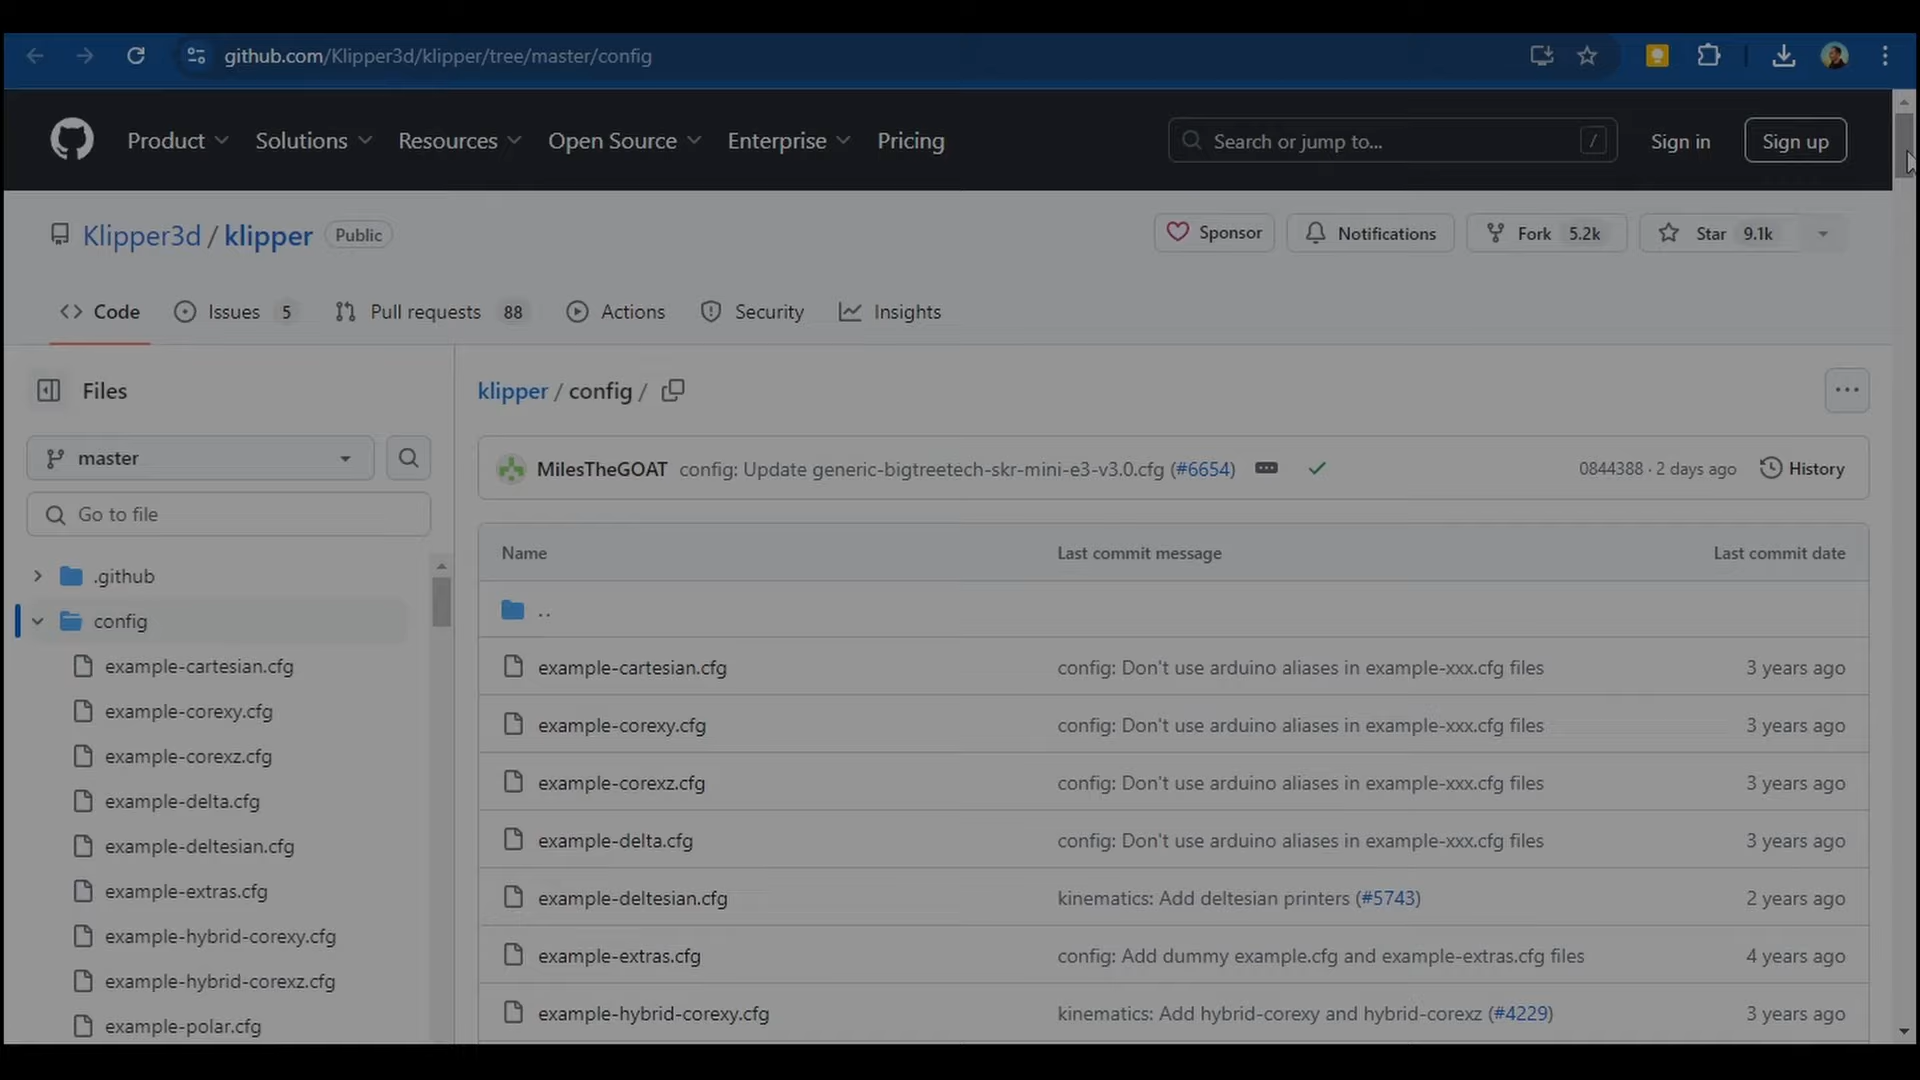 github.com/Klipper3d/klipper/tree/master/config
Product Solutions Resources Open Source Enterprise Pricing Search or jump to... / Sign in Sign up
Klipper3d / klipper Public Sponsor Notifications Fork 5.2k Star 9.1k
Code Issues 5 Pull requests 88 Actions Security Insights
Files
master
Go to file
.github
config
example-cartesian.cfg
example-corexy.cfg
example-corexz.cfg
example-delta.cfg
example-deltesian.cfg
example-extras.cfg
example-hybrid-corexy.cfg
example-hybrid-corexz.cfg
example-polar.cfg
klipper / config /
MilesTheGOAT config: Update generic-bigtreetech-skr-mini-e3-v3.0.cfg (#6654) 0844388 · 2 days ago History
Name Last commit message Last commit date
..
example-cartesian.cfg config: Don't use arduino aliases in example-xxx.cfg files 3 years ago
example-corexy.cfg config: Don't use arduino aliases in example-xxx.cfg files 3 years ago
example-corexz.cfg config: Don't use arduino aliases in example-xxx.cfg files 3 years ago
example-delta.cfg config: Don't use arduino aliases in example-xxx.cfg files 3 years ago
example-deltesian.cfg kinematics: Add deltesian printers (#5743) 2 years ago
example-extras.cfg config: Add dummy example.cfg and example-extras.cfg files 4 years ago
example-hybrid-corexy.cfg kinematics: Add hybrid-corexy and hybrid-corexz (#4229) 3 years ago